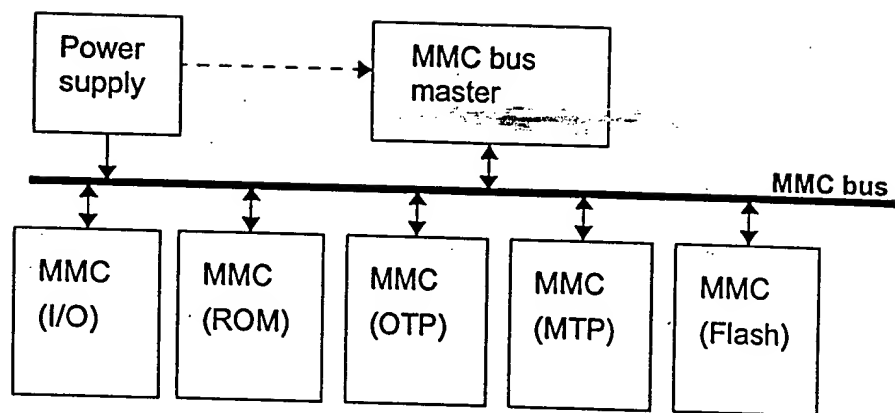 Power
supply
MMC bus
master
MMC bus
MMC
(I/O)
MMC
(ROM)
MMC
(OTP)
MMC
(MTP)
MMC
(Flash)